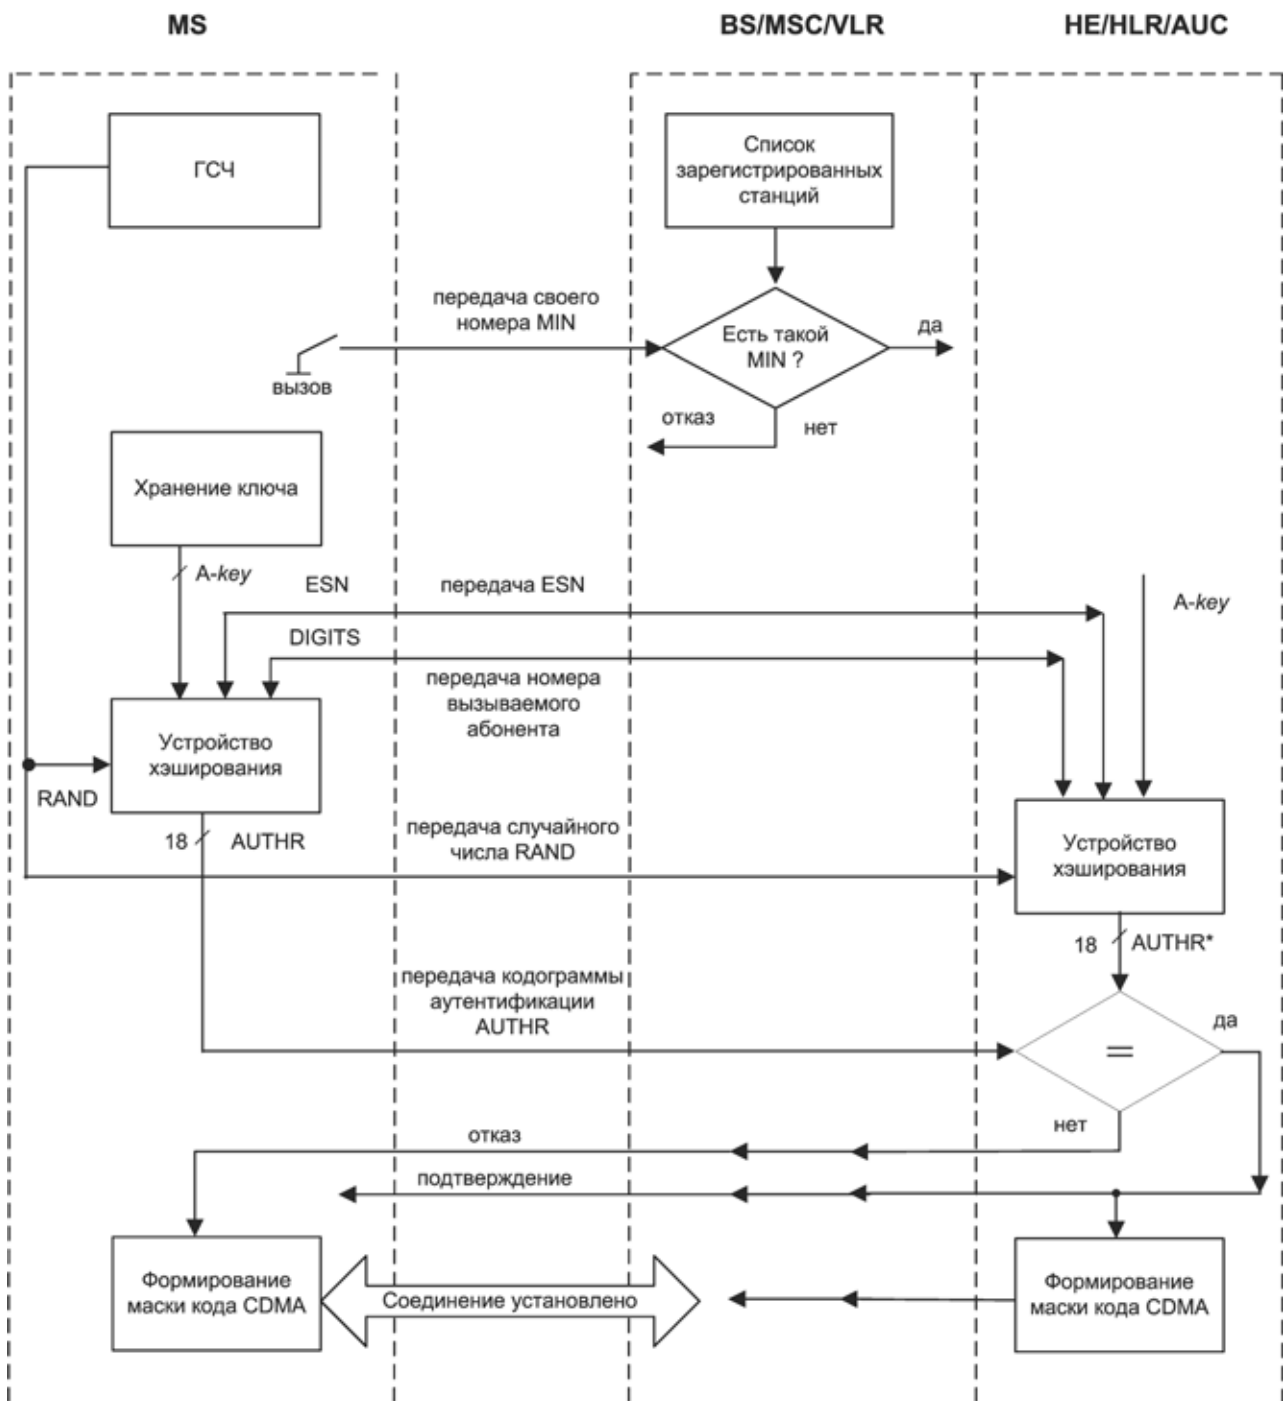 MS
BS/MSC/VLR
HE/HLR/AUC
ГСЧ
Список
зарегистрированных
станций
передача своего
номера MIN
Есть такой
MIN ?
да
вызов
отказ
нет
Хранение ключа
A-key
ESN
передача ESN
A-key
DIGITS
передача номера
вызываемого
абонента
Устройство
хэширования
RAND
18
AUTHR
передача случайного
числа RAND
Устройство
хэширования
18
AUTHR*
передача кодограммы
аутентификации
AUTHR
=
да
нет
отказ
подтверждение
Формирование
маски кода CDMA
Соединение установлено
Формирование
маски кода CDMA